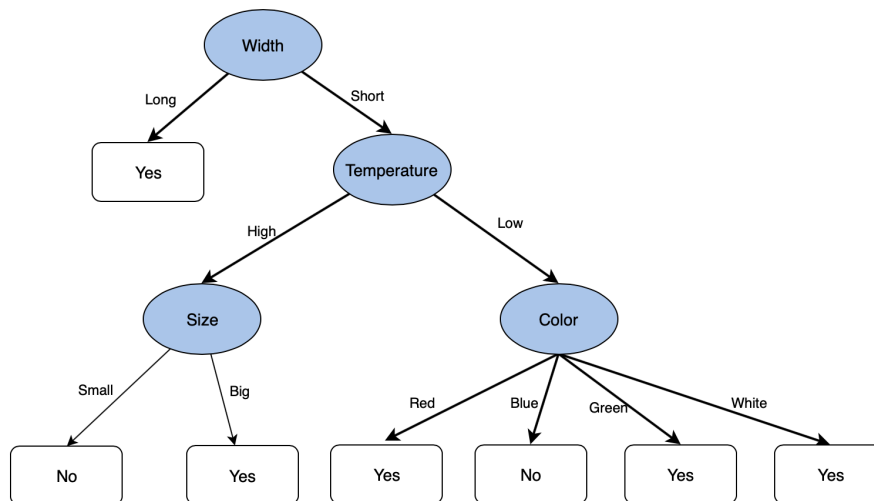 Width
Long
Short
Yes
Temperature
High
Low
Size
Color
Small
Big
Red
Blue
Green
White
No
Yes
Yes
No
Yes
Yes